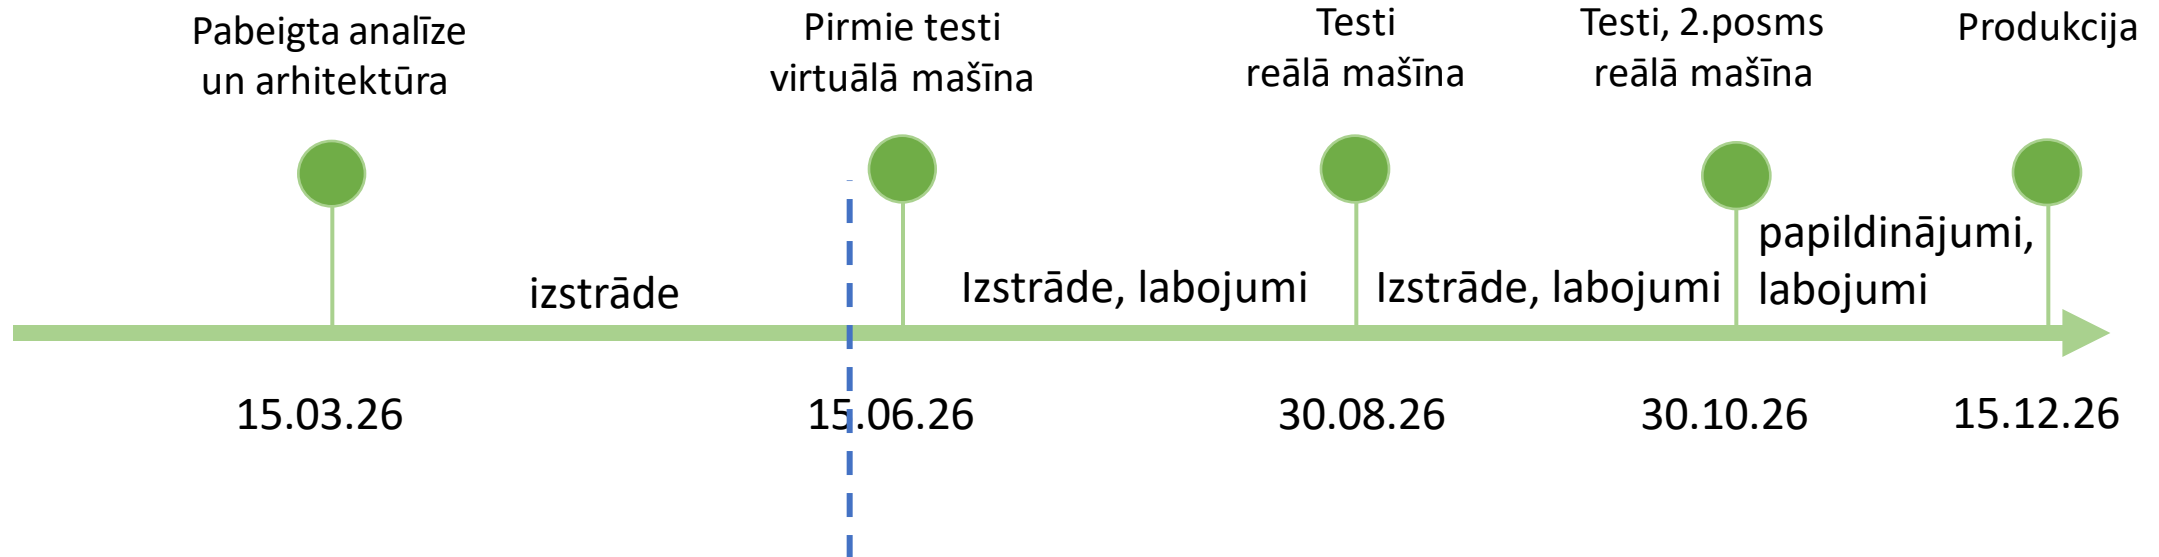 Pabeigta analīze
un arhitektūra
Pirmie testi
virtuālā mašīna
Testi
reālā mašīna
Testi, 2.posms
reālā mašīna
Produkcija
izstrāde
Izstrāde, labojumi
Izstrāde, labojumi
papildinājumi,
labojumi
15.03.26
15.06.26
30.08.26
30.10.26
15.12.26